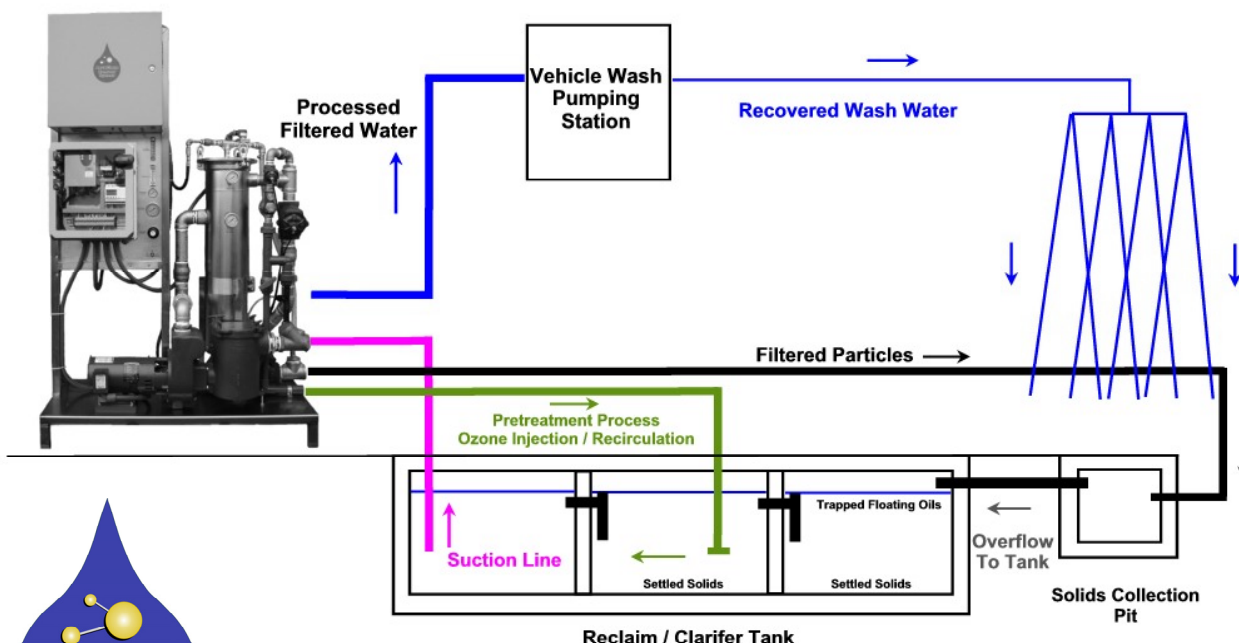 Processed
Filtered Water
Vehicle Wash
Pumping
Station
Recovered Wash Water
Filtered Particles
Pretreatment Process
Ozone Injection / Recirculation
Trapped Floating Oils
Suction Line
Settled Solids
Settled Solids
Overflow
To Tank
Solids Collection
Pit
Reclaim / Clarifer Tank